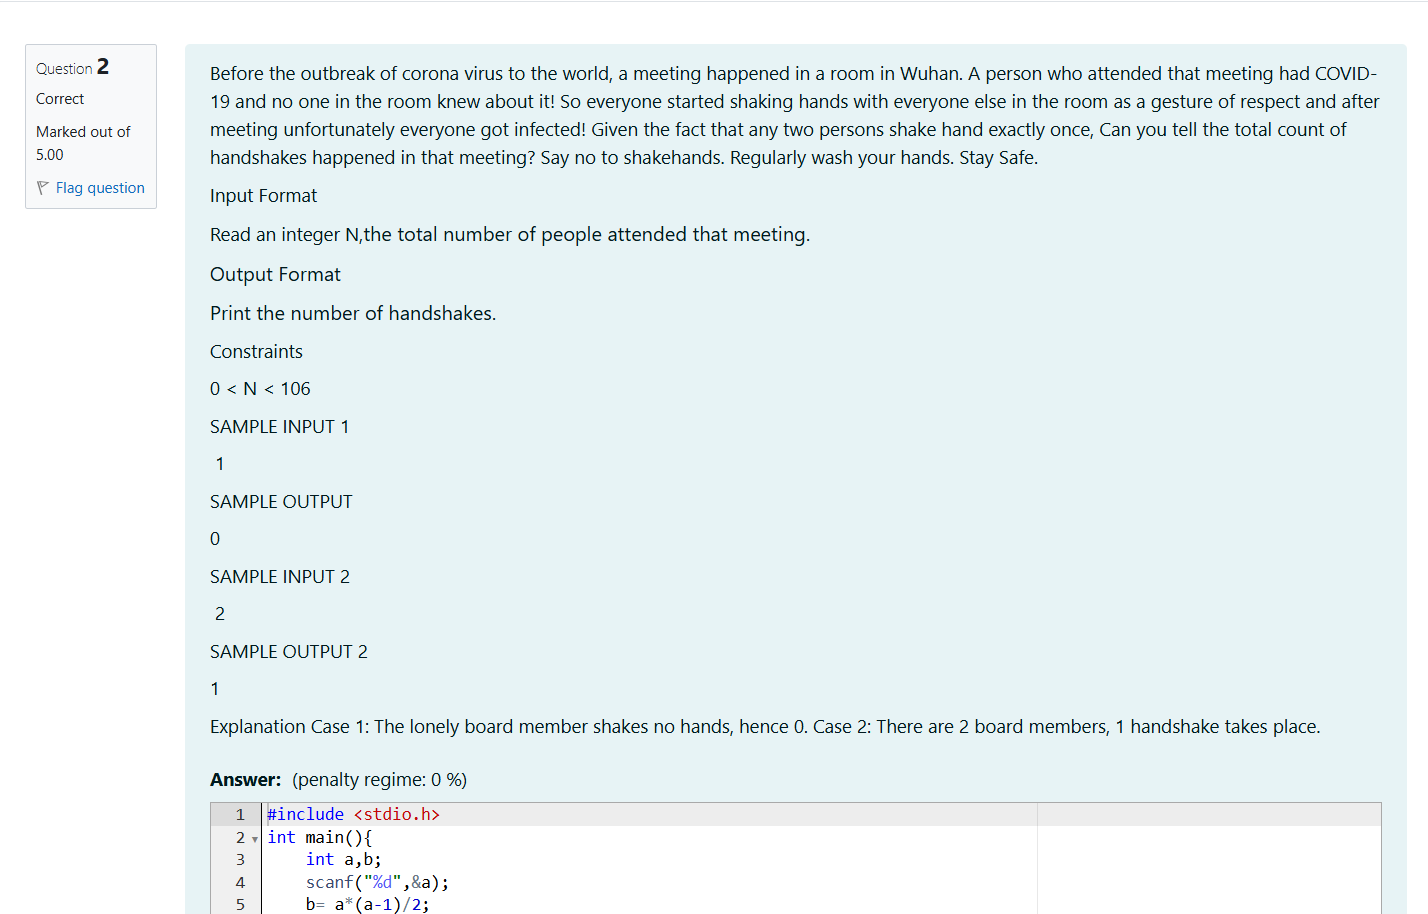 Question 2
Correct
Marked out of
5.00
Flag question
Before the outbreak of corona virus to the world, a meeting happened in a room in Wuhan. A person who attended that meeting had COVID-
19 and no one in the room knew about it! So everyone started shaking hands with everyone else in the room as a gesture of respect and after
meeting unfortunately everyone got infected! Given the fact that any two persons shake hand exactly once, Can you tell the total count of
handshakes happened in that meeting? Say no to shakehands. Regularly wash your hands. Stay Safe.
Input Format
Read an integer N,the total number of people attended that meeting.
Output Format
Print the number of handshakes.
Constraints
0 < N < 106
SAMPLE INPUT 1
1
SAMPLE OUTPUT
0
SAMPLE INPUT 2
2
SAMPLE OUTPUT 2
1
Explanation Case 1: The lonely board member shakes no hands, hence 0. Case 2: There are 2 board members, 1 handshake takes place.
Answer: (penalty regime: 0 %)
1 #include <stdio.h>
2 int main(){
3 int a,b;
4 scanf("%d",&a);
5 b= a*(a-1)/2;